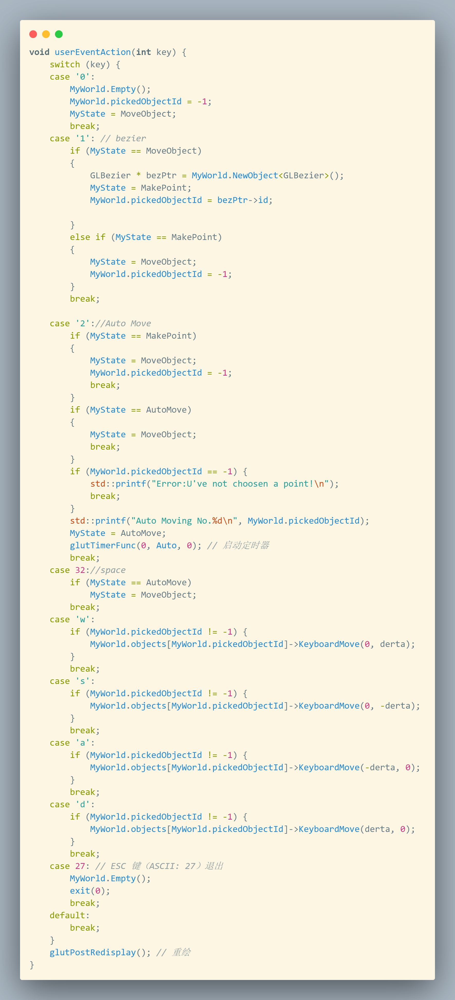 void userEventAction(int key) {
    switch (key) {
    case '0':
        MyWorld.Empty();
        MyWorld.pickedObjectId = -1;
        MyState = MoveObject;
        break;
    case '1': // bezier
        if (MyState == MoveObject)
        {
            GLBezier * bezPtr = MyWorld.NewObject<GLBezier>();
            MyState = MakePoint;
            MyWorld.pickedObjectId = bezPtr->id;

        }
        else if (MyState == MakePoint)
        {
            MyState = MoveObject;
            MyWorld.pickedObjectId = -1;
        }
        break;

    case '2'://Auto Move
        if (MyState == MakePoint)
        {
            MyState = MoveObject;
            MyWorld.pickedObjectId = -1;
            break;
        }
        if (MyState == AutoMove)
        {
            MyState = MoveObject;
            break;
        }
        if (MyWorld.pickedObjectId == -1) {
            std::printf("Error:U've not choosen a point!\n");
            break;
        }
        std::printf("Auto Moving No.%d\n", MyWorld.pickedObjectId);
        MyState = AutoMove;
        glutTimerFunc(0, Auto, 0); // 启动定时器
        break;
    case 32://space
        if (MyState == AutoMove)
            MyState = MoveObject;
        break;
    case 'w':
        if (MyWorld.pickedObjectId != -1) {
            MyWorld.objects[MyWorld.pickedObjectId]->KeyboardMove(0, derta);
        }
        break;
    case 's':
        if (MyWorld.pickedObjectId != -1) {
            MyWorld.objects[MyWorld.pickedObjectId]->KeyboardMove(0, -derta);
        }
        break;
    case 'a':
        if (MyWorld.pickedObjectId != -1) {
            MyWorld.objects[MyWorld.pickedObjectId]->KeyboardMove(-derta, 0);
        }
        break;
    case 'd':
        if (MyWorld.pickedObjectId != -1) {
            MyWorld.objects[MyWorld.pickedObjectId]->KeyboardMove(derta, 0);
        }
        break;
    case 27: // ESC 键（ASCII: 27）退出
        MyWorld.Empty();
        exit(0);
        break;
    default:
        break;
    }
    glutPostRedisplay(); // 重绘
}